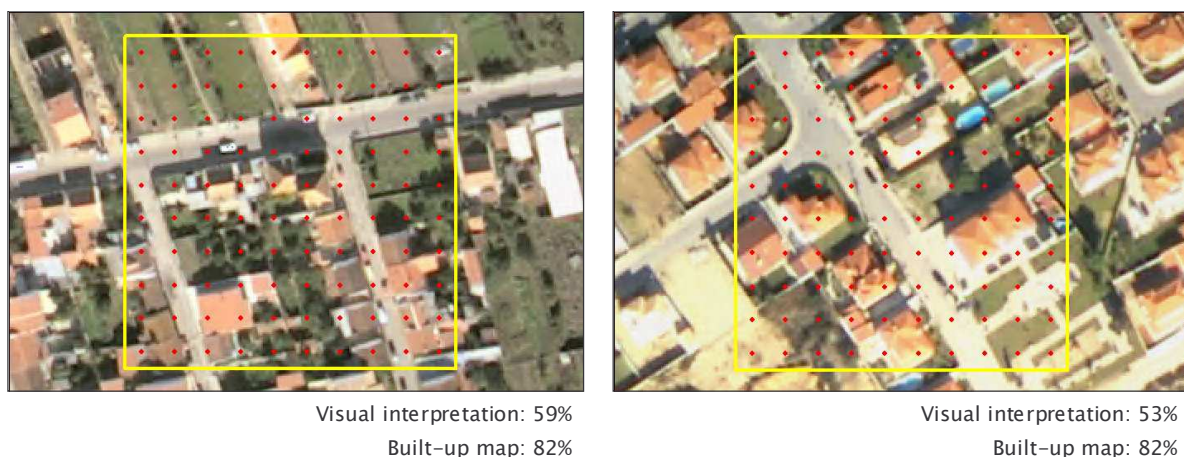 Visual interpretation: 59%
Built-up map: 82%
Visual interpretation: 53%
Built-up map: 82%